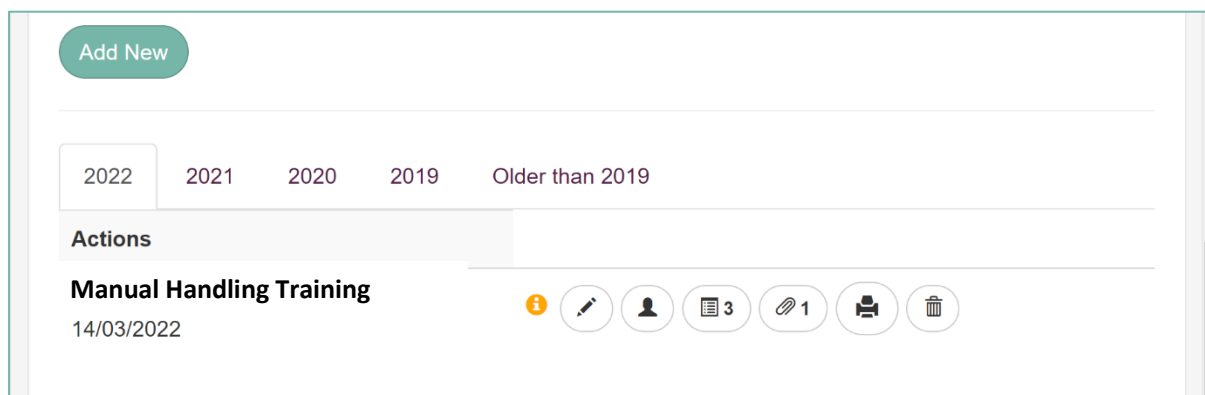 Add New
2022 2021 2020 2019 Older than 2019
Actions
Manual Handling Training
3 1
14/03/2022